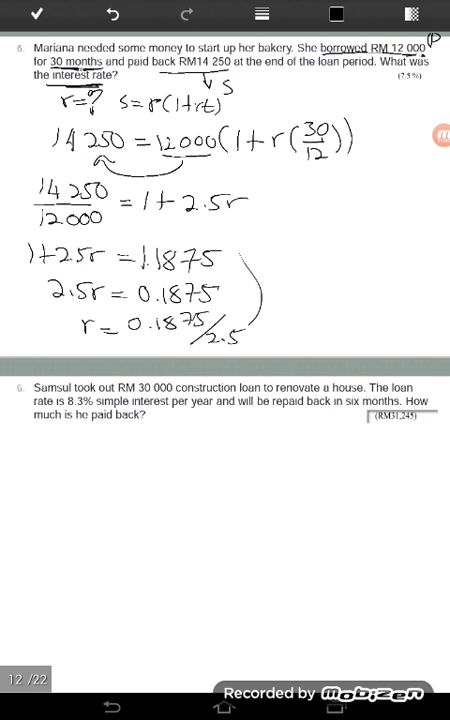 5. Mariana needed some money to start up her bakery. She borrowed RM 12 000 (P)
for 30 months and paid back RM14 250 at the end of the loan period. What was
the interest rate? (7.5 %)
S
r=? S = P(1+rt)
14 250 = 12000(1 + r(30/12))
14 250/12 000 = 1 + 2.5r
1+2.5r = 1.1875
2.5r = 0.1875
r = 0.1875/2.5
6. Samsul took out RM 30 000 construction loan to renovate a house. The loan
rate is 8.3% simple interest per year and will be repaid back in six months. How
much is he paid back? (RM31,245)
12 /22
Recorded by Mobizen